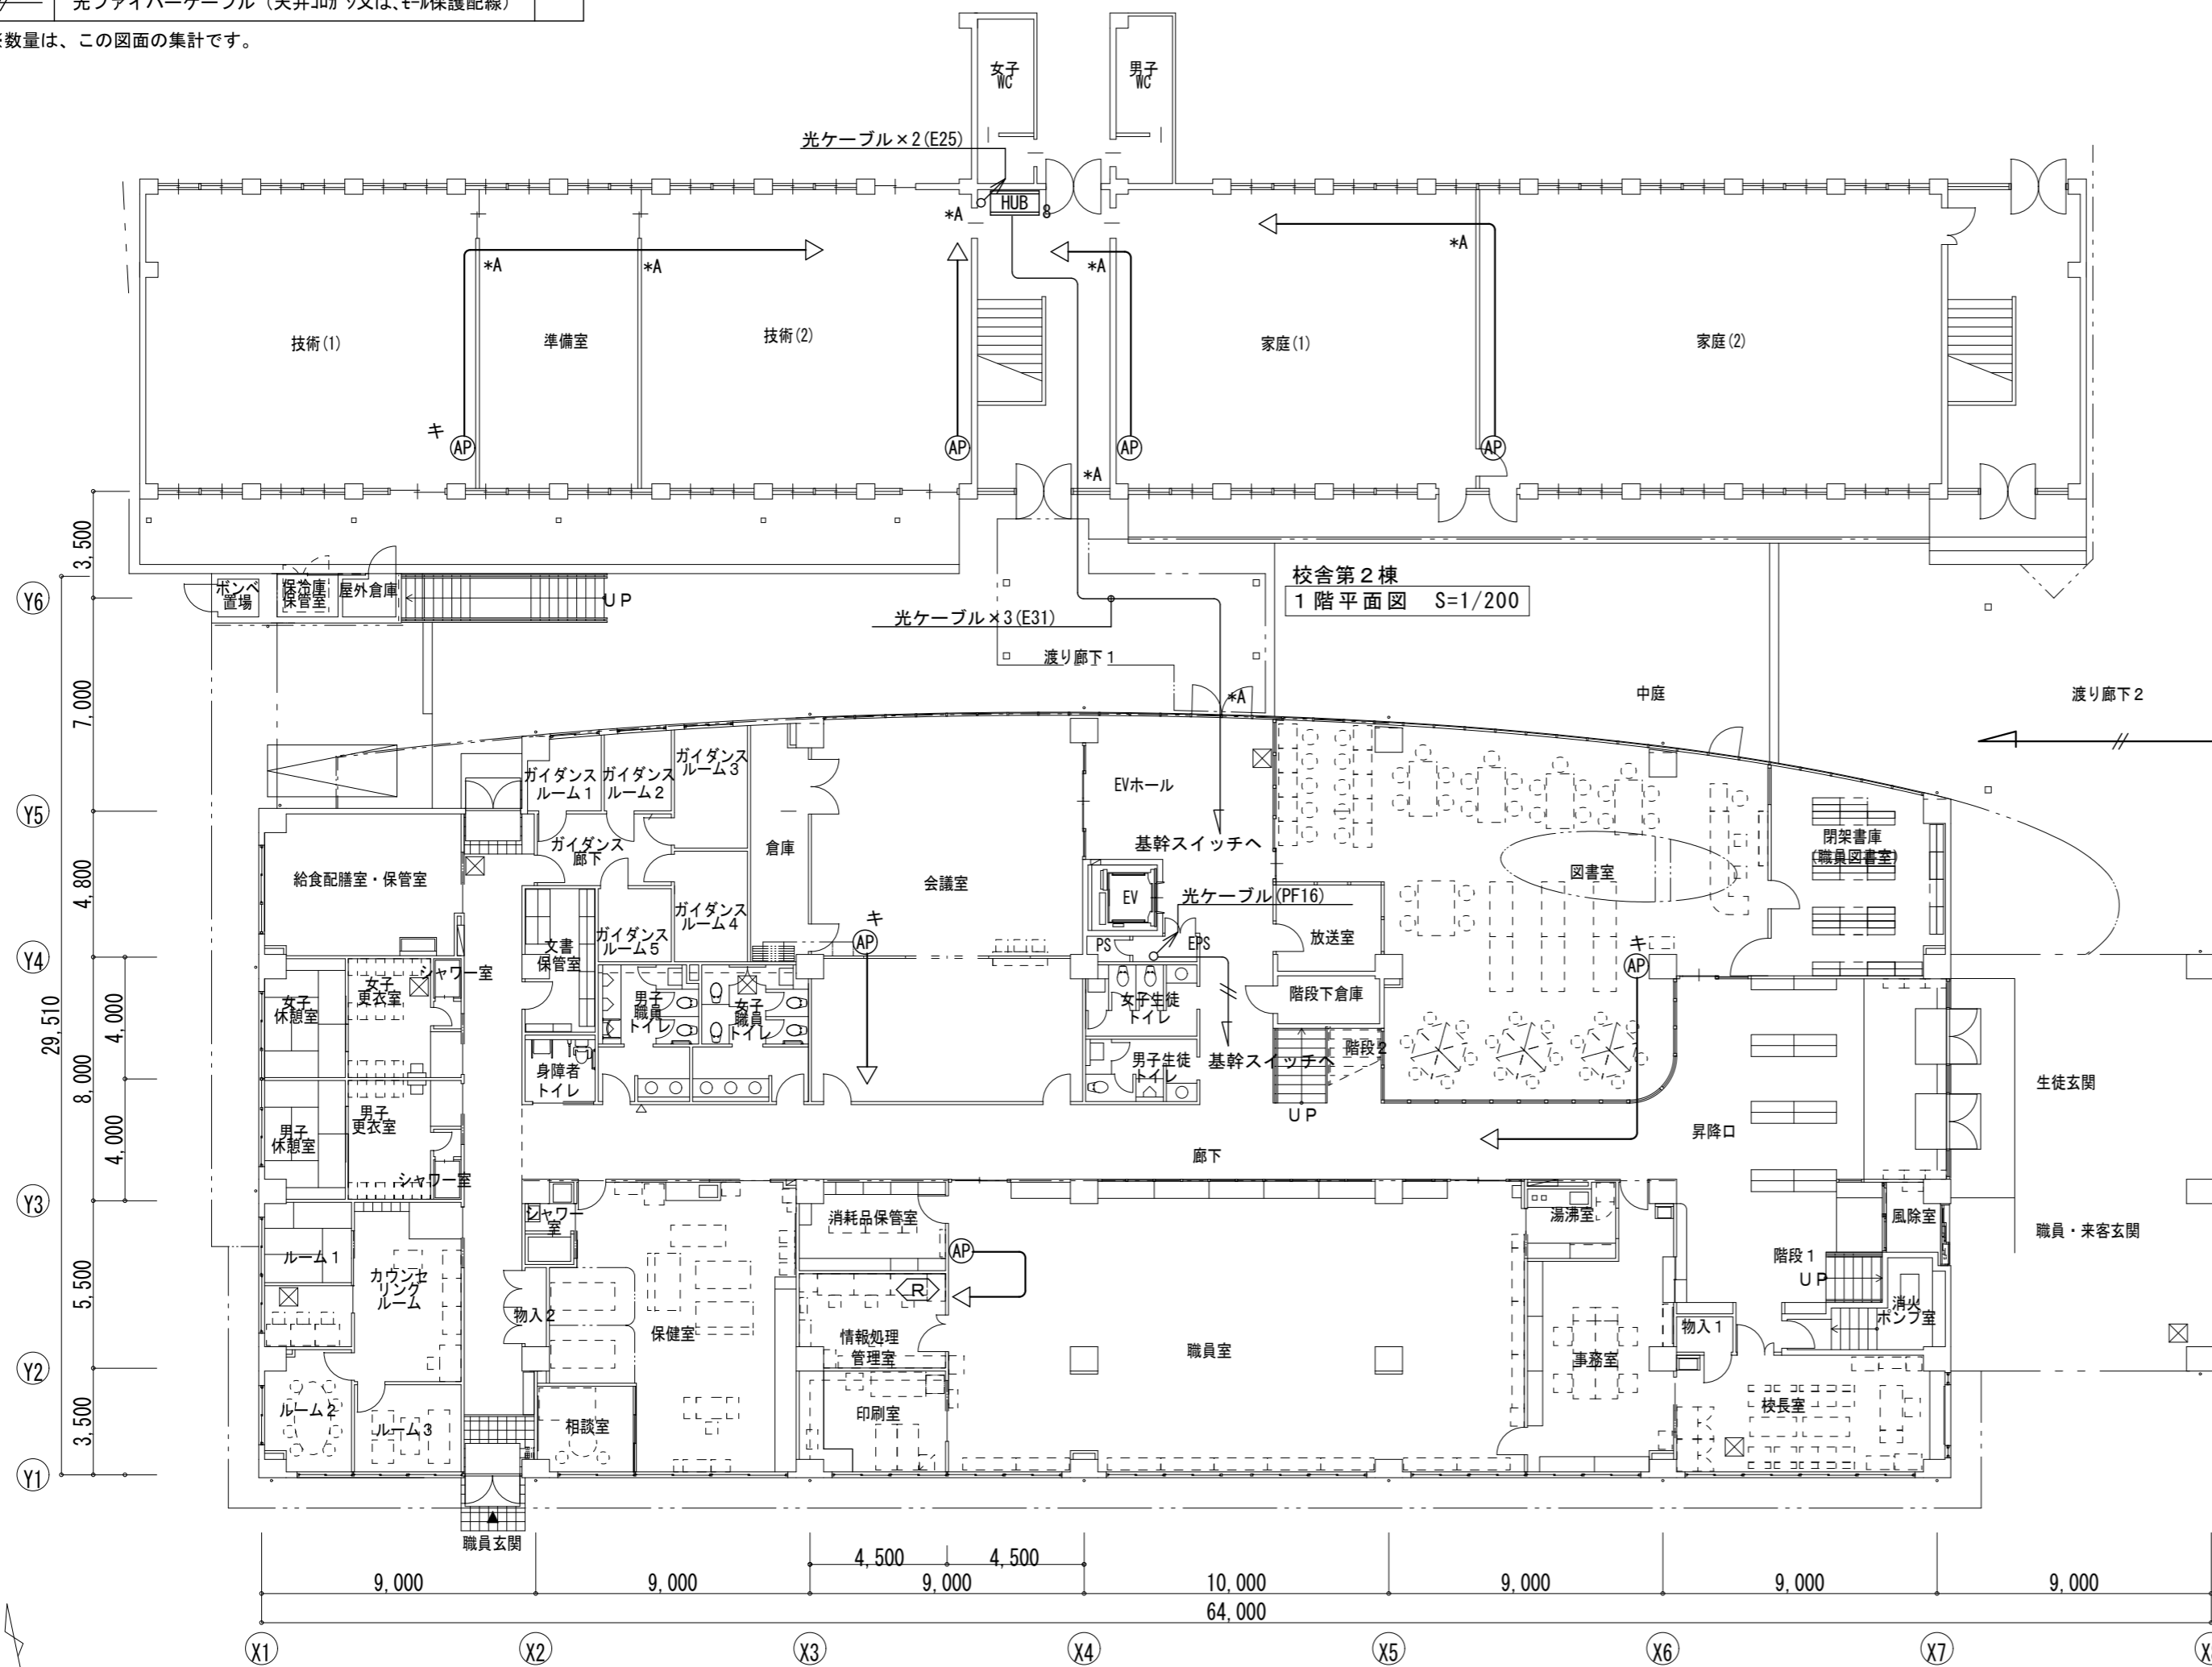 光ファイバーケーブル(天井ｺﾛｶﾞｼ又は、ﾓｰﾙ保護配線)
※数量は、この図面の集計です。
女子
WC
男子
WC
光ケーブル×2(E25)
HUB
8
*A
*A
*A
*A
*A
技術(1)
準備室
技術(2)
家庭(1)
家庭(2)
キ
AP
AP
AP
AP
*A
3,500
校舎第２棟
１階平面図 S=1/200
Y6
ボンベ
置場
保冷庫
保管室
屋外倉庫
UP
光ケーブル×3(E31)
渡り廊下１
*A
中庭
渡り廊下２
7,000
ガイダンス
ルーム１
ガイダンス
ルーム２
ガイダンス
ルーム３
EVホール
Y5
ガイダンス
廊下
倉庫
基幹スイッチへ
閉架書庫
(職員図書室)
給食配膳室・保管室
会議室
図書室
4,800
EV
光ケーブル(PF16)
ガイダンス
ルーム４
キ
AP
文書
保管室
ガイダンス
ルーム５
PS
EPS
放送室
キ
AP
Y4
シャワー室
女子
更衣室
女子
休憩室
男子
職員
トイレ
女子
職員
トイレ
女子生徒
トイレ
階段下倉庫
29,510
4,000
8,000
4,000
身障者
トイレ
男子生徒
トイレ
基幹スイッチへ
階段２
UP
生徒玄関
男子
更衣室
男子
休憩室
昇降口
廊下
シャワー室
Y3
シャワー
室
消耗品保管室
湯沸室
風除室
職員・来客玄関
ルーム１
AP
R
階段１
UP
カウンセ
リング
ルーム
5,500
物入２
保健室
情報処理
管理室
職員室
事務室
物入１
消火
ポンプ室
Y2
ルーム２
ルーム３
相談室
印刷室
校長室
3,500
Y1
職員玄関
4,500
4,500
9,000
9,000
9,000
10,000
9,000
9,000
9,000
64,000
X1
X2
X3
X4
X5
X6
X7